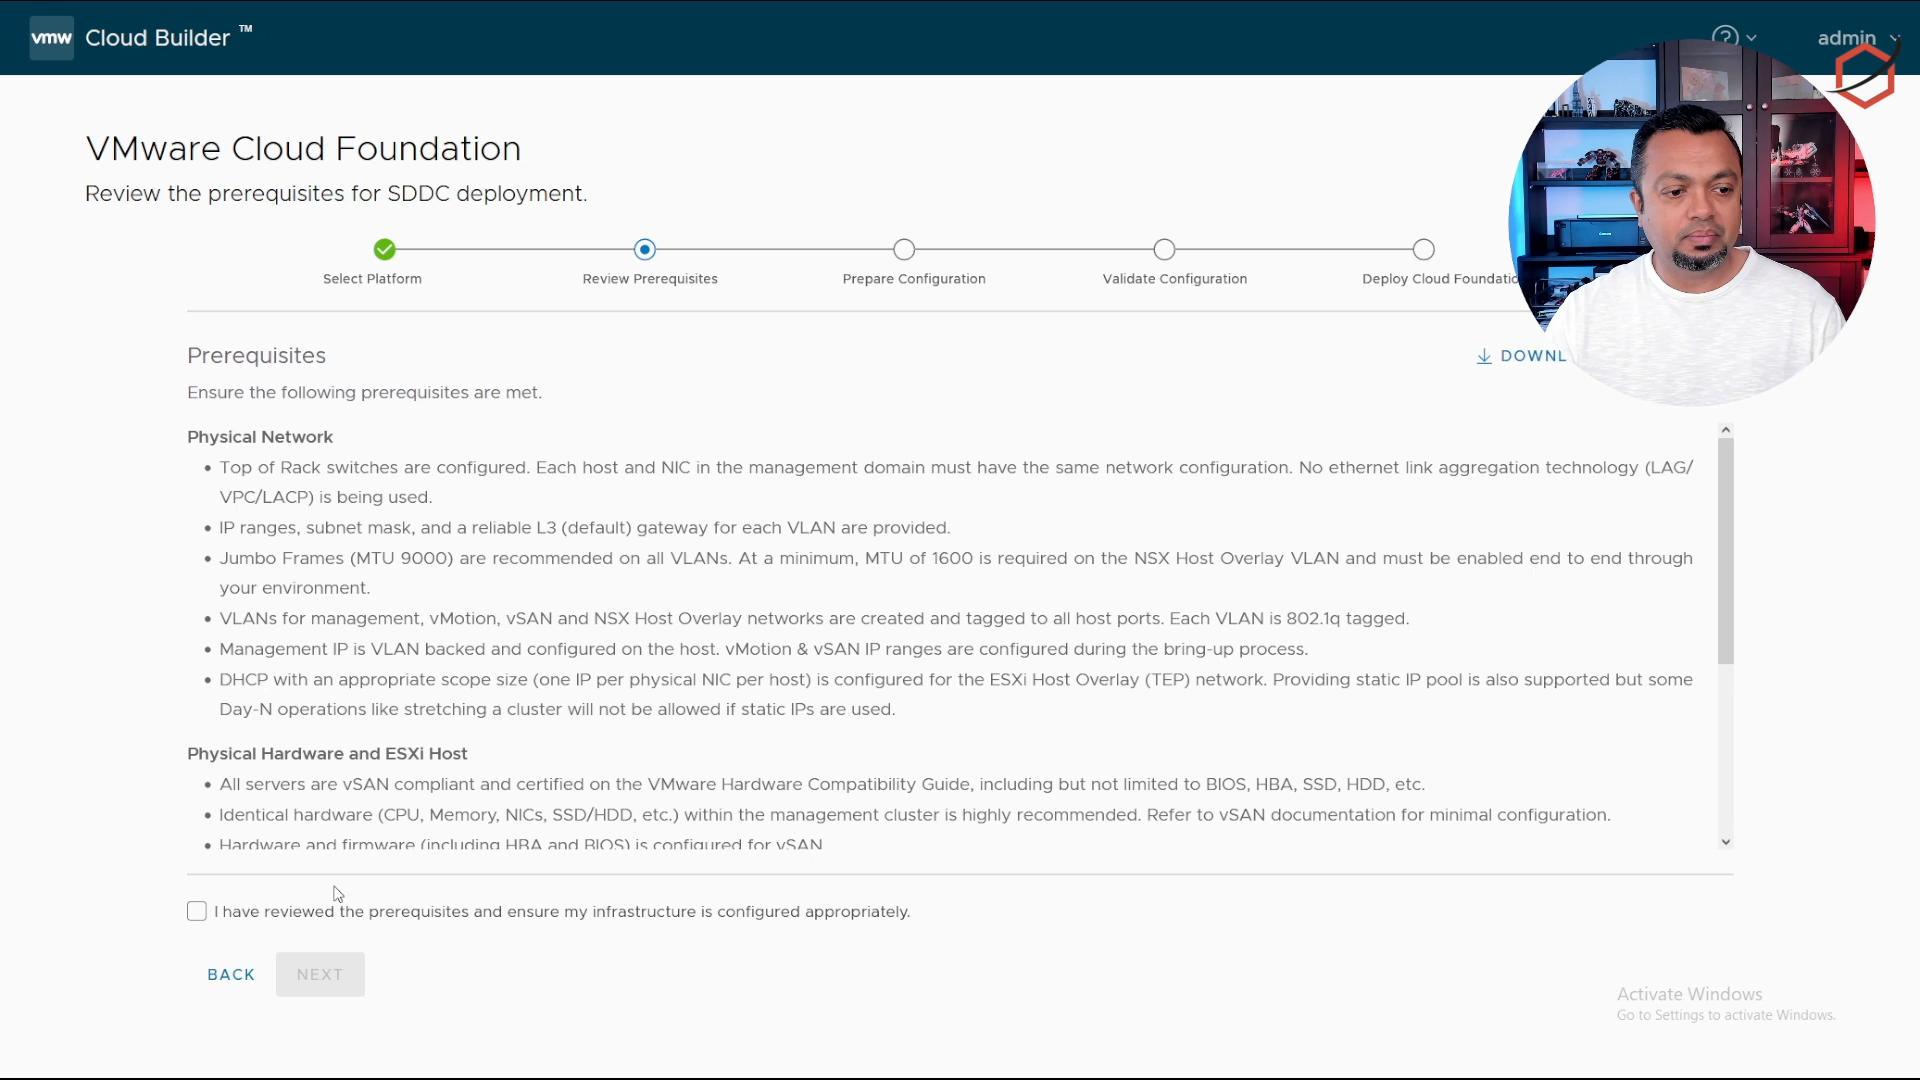 vmw Cloud Builder ™
admin
VMware Cloud Foundation
Review the prerequisites for SDDC deployment.
Select Platform
Review Prerequisites
Prepare Configuration
Validate Configuration
Deploy Cloud Foundatio
Prerequisites
DOWNL
Ensure the following prerequisites are met.
Physical Network
• Top of Rack switches are configured. Each host and NIC in the management domain must have the same network configuration. No ethernet link aggregation technology (LAG/
VPC/LACP) is being used.
• IP ranges, subnet mask, and a reliable L3 (default) gateway for each VLAN are provided.
• Jumbo Frames (MTU 9000) are recommended on all VLANs. At a minimum, MTU of 1600 is required on the NSX Host Overlay VLAN and must be enabled end to end through
your environment.
• VLANs for management, vMotion, vSAN and NSX Host Overlay networks are created and tagged to all host ports. Each VLAN is 802.1q tagged.
• Management IP is VLAN backed and configured on the host. vMotion & vSAN IP ranges are configured during the bring-up process.
• DHCP with an appropriate scope size (one IP per physical NIC per host) is configured for the ESXi Host Overlay (TEP) network. Providing static IP pool is also supported but some
Day-N operations like stretching a cluster will not be allowed if static IPs are used.
Physical Hardware and ESXi Host
• All servers are vSAN compliant and certified on the VMware Hardware Compatibility Guide, including but not limited to BIOS, HBA, SSD, HDD, etc.
• Identical hardware (CPU, Memory, NICs, SSD/HDD, etc.) within the management cluster is highly recommended. Refer to vSAN documentation for minimal configuration.
• Hardware and firmware (including HBA and BIOS) is configured for vSAN
I have reviewed the prerequisites and ensure my infrastructure is configured appropriately.
BACK
NEXT
Activate Windows
Go to Settings to activate Windows.